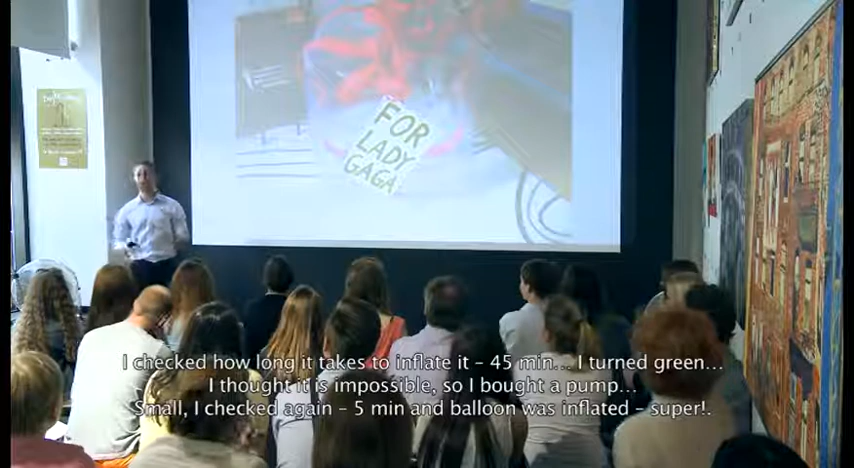 FOR
LADY
GAGA
I checked how long it takes to inflate it - 45 min... I turned green...
I thought it is impossible, so I bought a pump...
Small, I checked again - 5 min and balloon was inflated - super!.